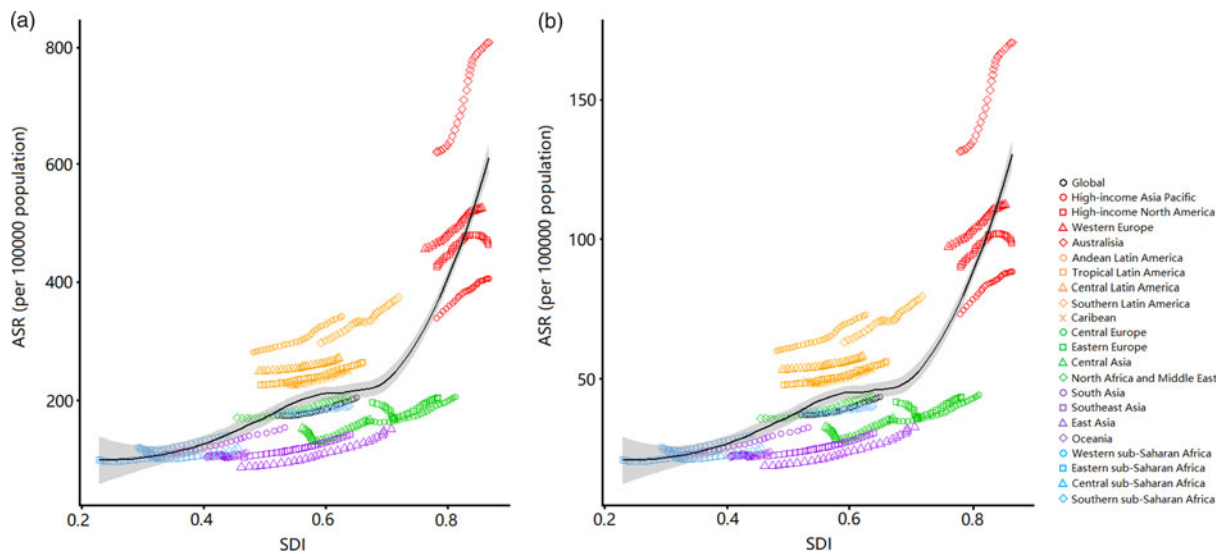 (a)
(b)
ASR (per 100000 population)
800
600
400
200
0.2
0.4
0.6
0.8
SDI
ASR (per 100000 population)
150
100
50
0.2
0.4
0.6
0.8
SDI
Global
High-income Asia Pacific
High-income North America
Western Europe
Australisia
Andean Latin America
Tropical Latin America
Central Latin America
Southern Latin America
Caribean
Central Europe
Eastern Europe
Central Asia
North Africa and Middle East
South Asia
Southeast Asia
East Asia
Oceania
Western sub-Saharan Africa
Eastern sub-Saharan Africa
Central sub-Saharan Africa
Southern sub-Saharan Africa